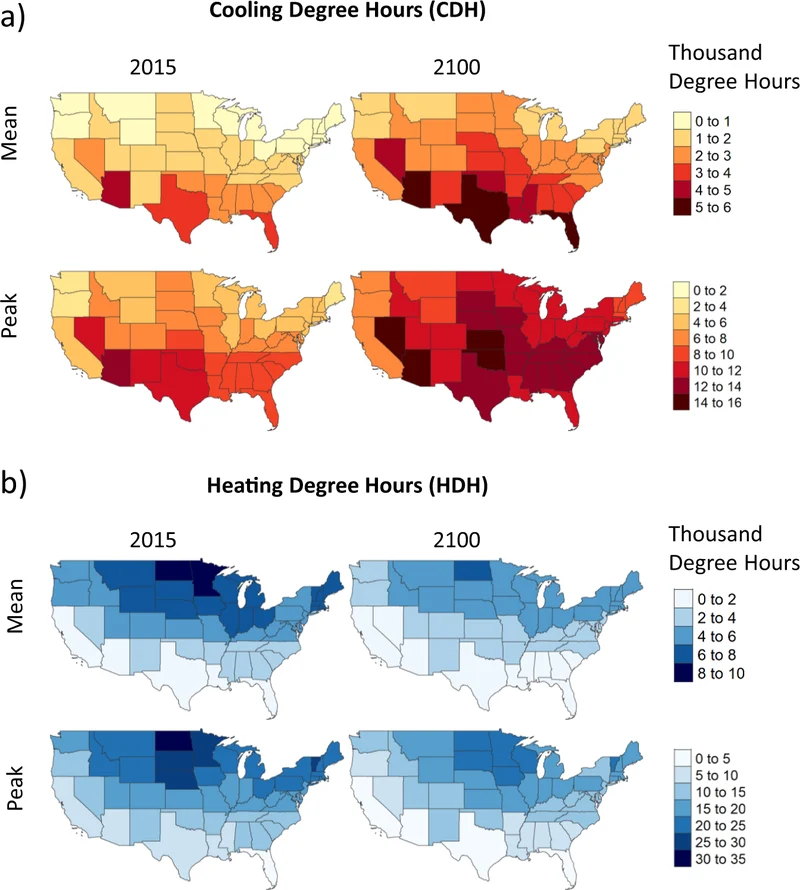 a)
Cooling Degree Hours (CDH)
2015
2100
Thousand
Degree Hours
Mean
0 to 1
1 to 2
2 to 3
3 to 4
4 to 5
5 to 6
Peak
0 to 2
2 to 4
4 to 6
6 to 8
8 to 10
10 to 12
12 to 14
14 to 16
b)
Heating Degree Hours (HDH)
2015
2100
Thousand
Degree Hours
Mean
0 to 2
2 to 4
4 to 6
6 to 8
8 to 10
Peak
0 to 5
5 to 10
10 to 15
15 to 20
20 to 25
25 to 30
30 to 35